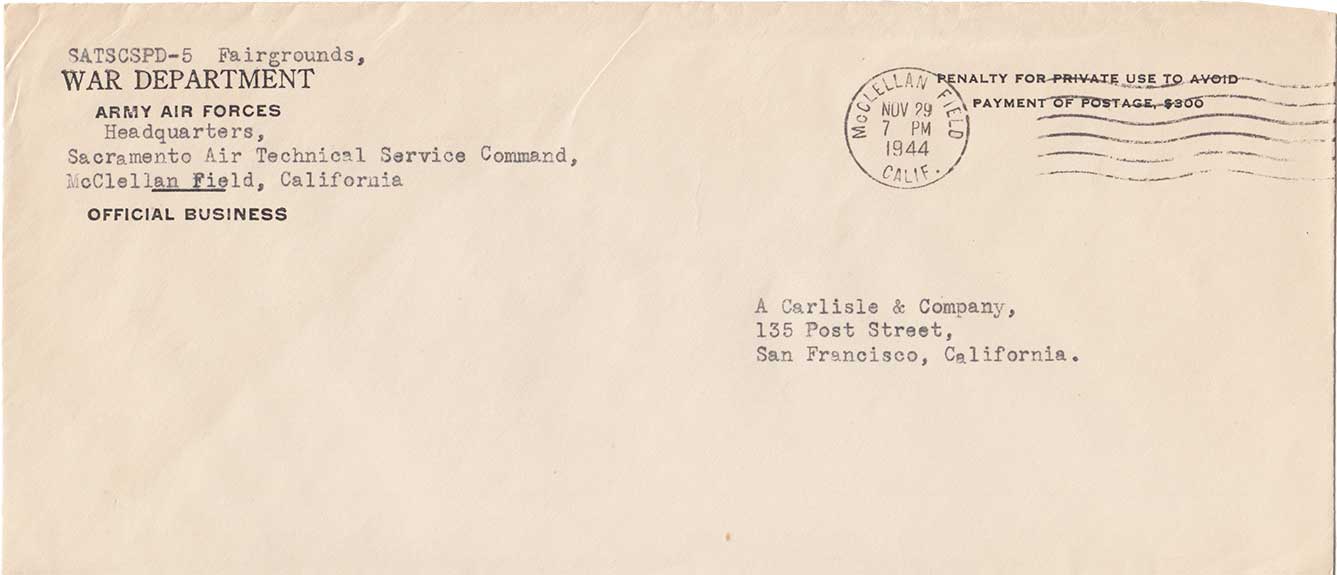 SATSCSPD-5 Fairgrounds,
WAR DEPARTMENT
ARMY AIR FORCES
Headquarters,
Sacramento Air Technical Service Command,
McClellan Field, California
OFFICIAL BUSINESS
McCLELLAN FIELD
NOV 29
7 PM
1944
CALIF.
PENALTY FOR PRIVATE USE TO AVOID
PAYMENT OF POSTAGE, $300
A Carlisle & Company,
135 Post Street,
San Francisco, California.